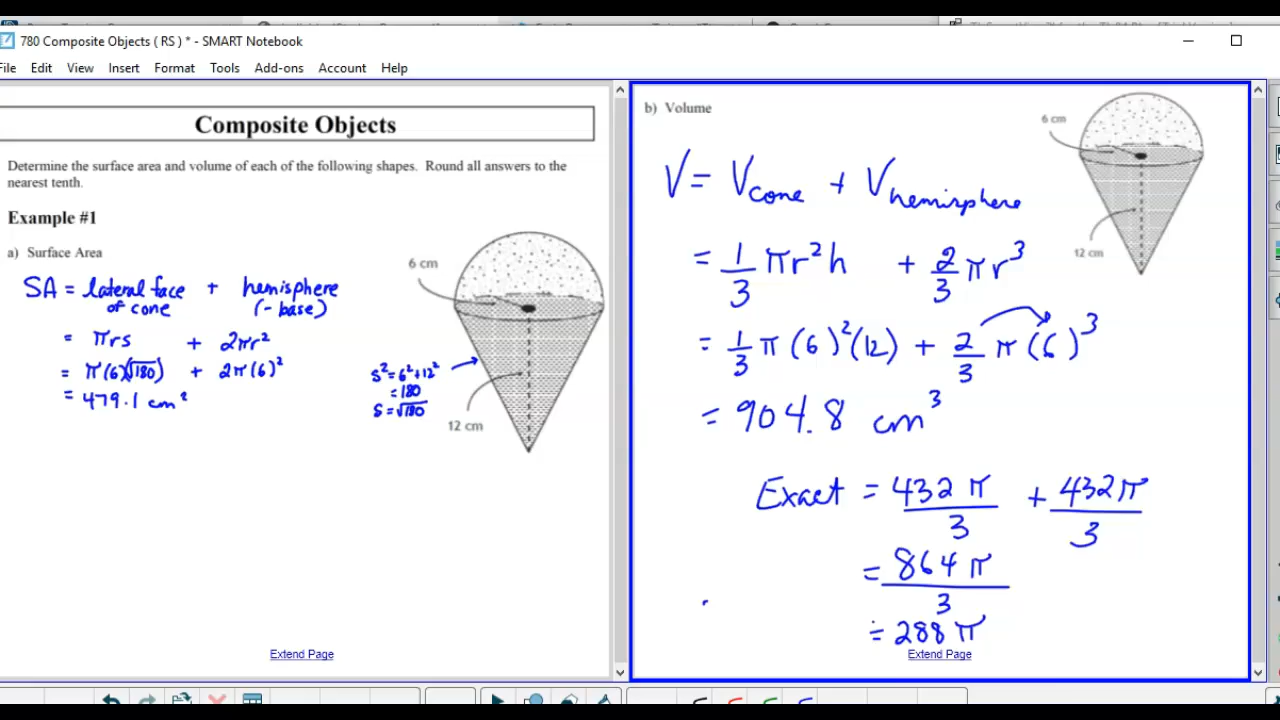 780 Composite Objects ( RS ) * - SMART Notebook
File Edit View Insert Format Tools Add-ons Account Help
Composite Objects
Determine the surface area and volume of each of the following shapes. Round all answers to the
nearest tenth.
Example #1
a) Surface Area
6 cm
SA = lateral face + hemisphere
of cone (- base)
= πrs + 2πr²
= π(6)(√180) + 2π(6)²
= 479.1 cm²
s² = 6² + 12²
= 180
s = √180
12 cm
Extend Page
b) Volume
6 cm
12 cm
V = V cone + V hemisphere
= 1/3 πr²h + 2/3 πr³
= 1/3 π(6)²(12) + 2/3 π(6)³
= 904.8 cm³
Exact = 432π/3 + 432π/3
= 864π/3
= 288π
Extend Page